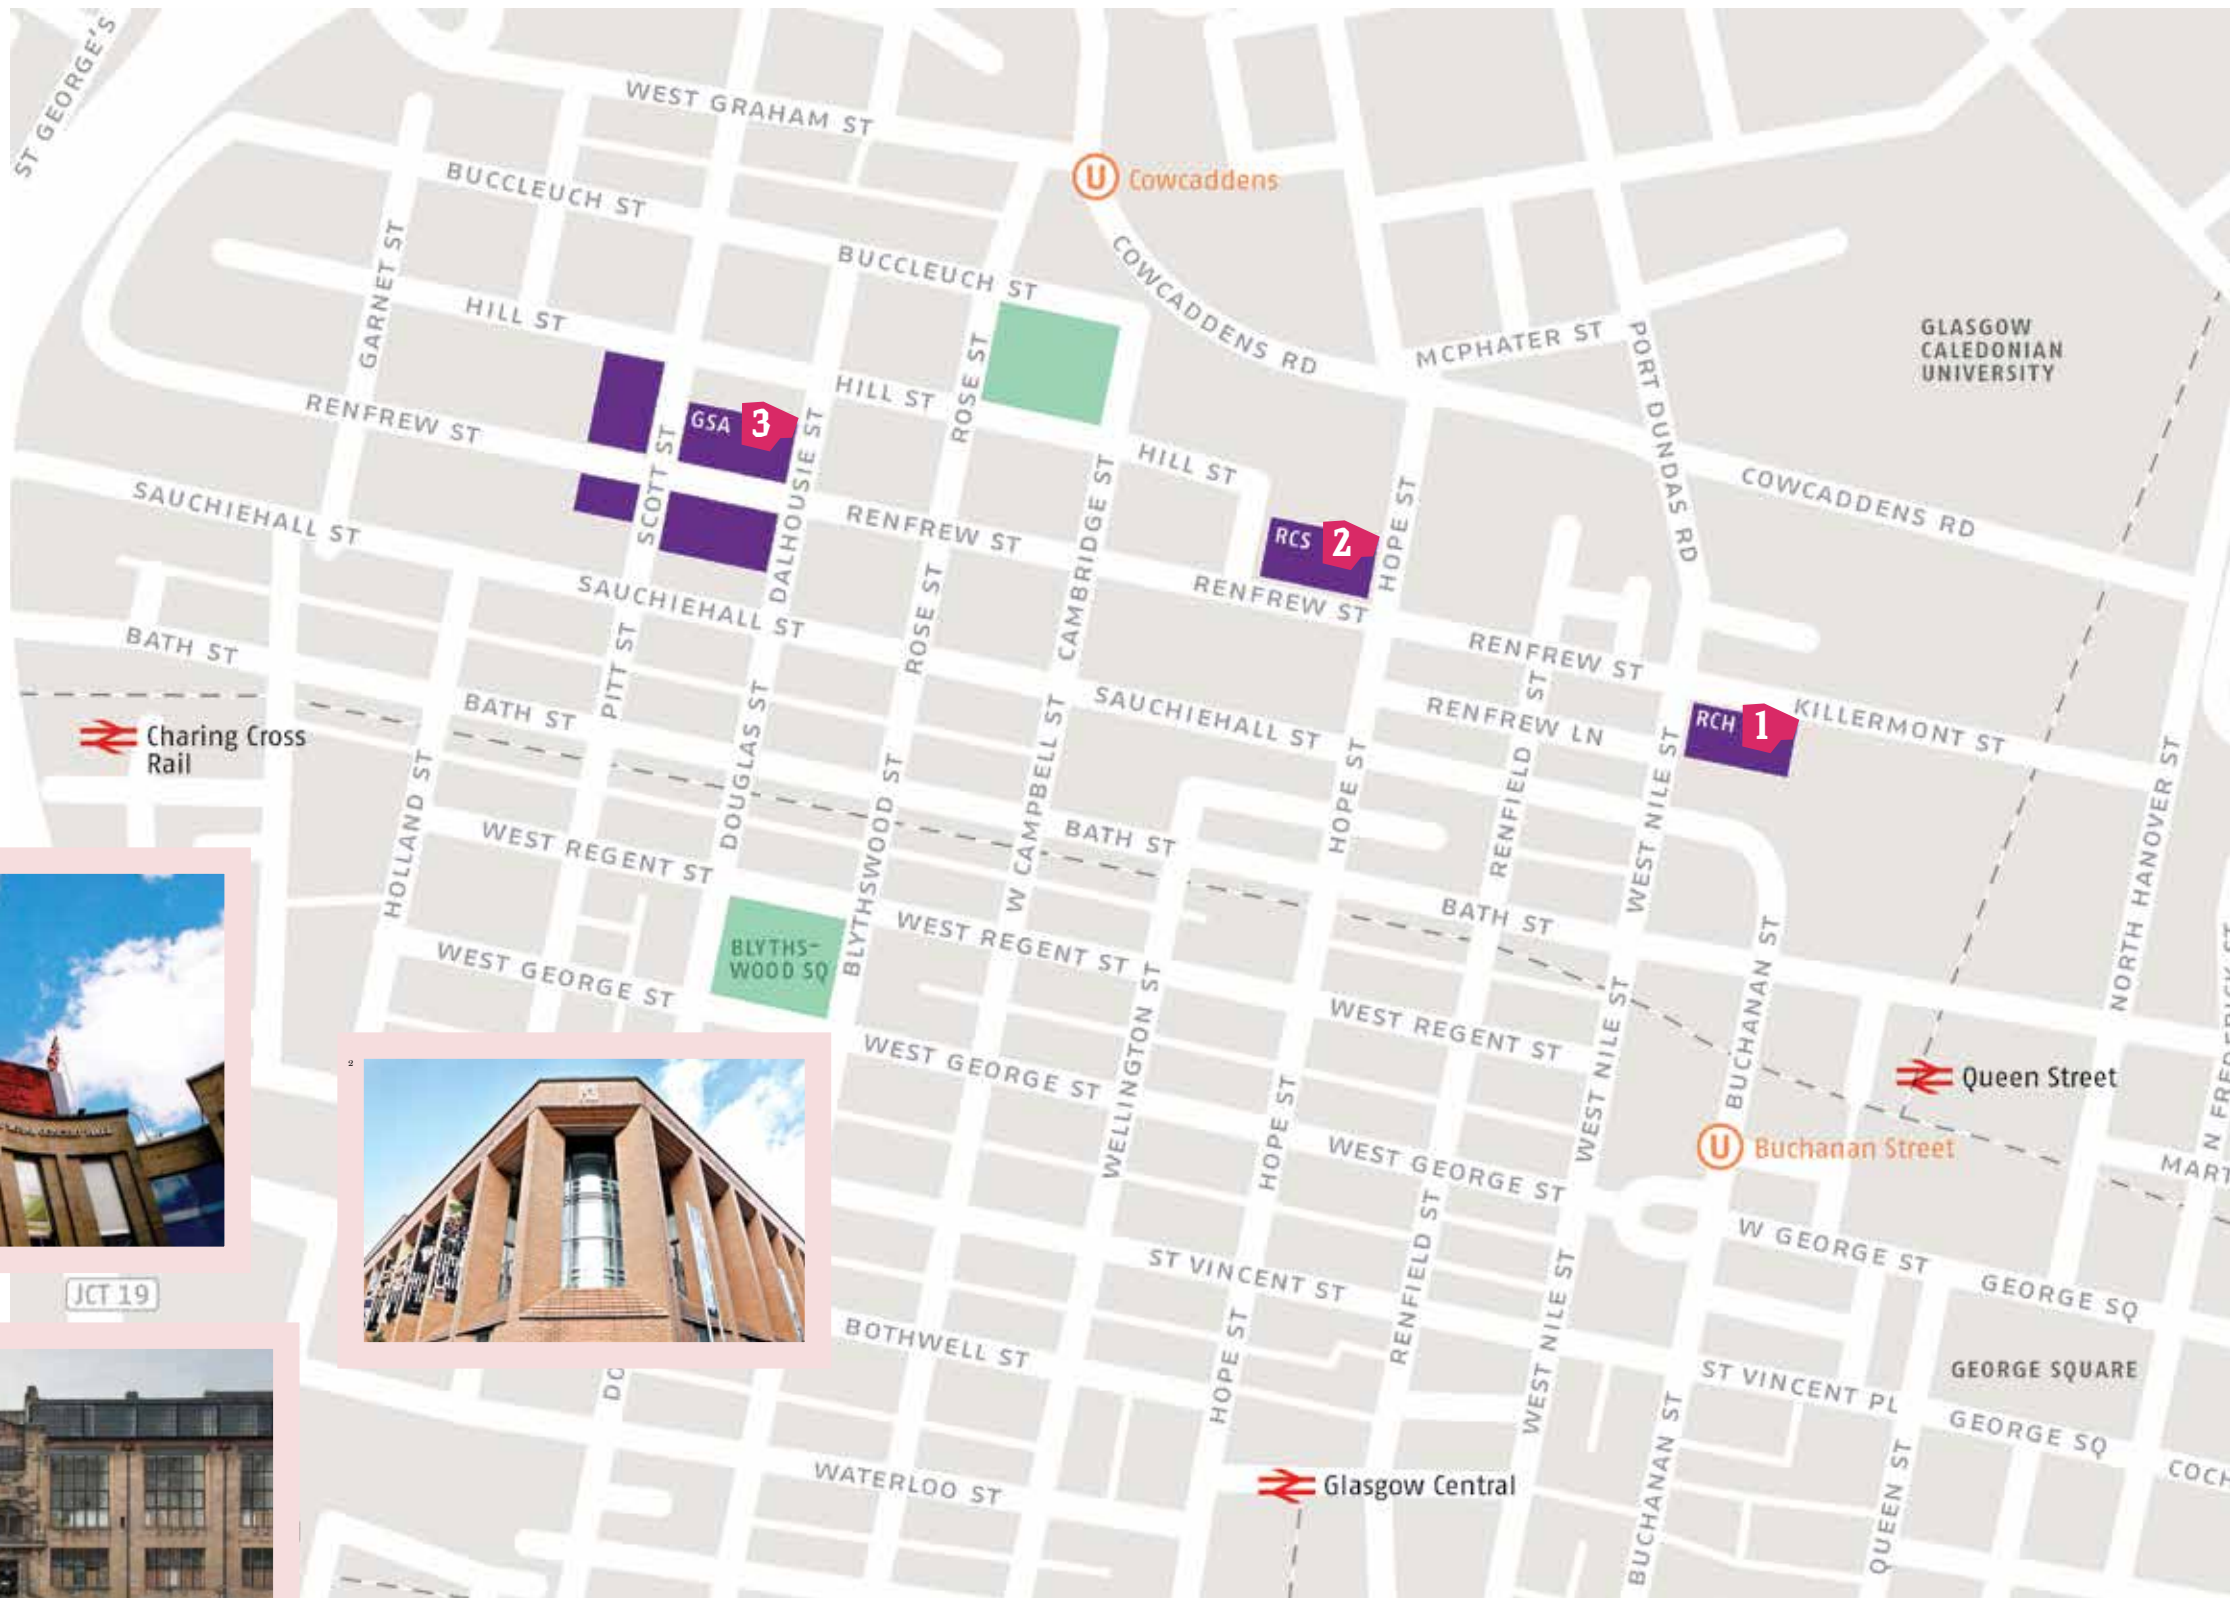 ST GEORGE'S
WEST GRAHAM ST
U Cowcaddens
BUCCLEUCH ST
BUCCLEUCH ST
GARNET ST
COWCADDENS RD
HILL ST
ROSE ST
MCPHATER ST
PORT DUNDAS RD
GLASGOW
CALEDONIAN
UNIVERSITY
RENFREW ST
GSA 3
HILL ST
HILL ST
COWCADDENS RD
SAUCHIEHALL ST
SCOTT ST
DALHOUSIE ST
RENFREW ST
CAMBRIDGE ST
RCS 2
HOPE ST
RENFREW ST
SAUCHIEHALL ST
ROSE ST
BATH ST
PITT ST
RENFREW ST
RENFREW LN
RCH 1
KILLERMONT ST
Charing Cross
Rail
BATH ST
DOUGLAS ST
SAUCHIEHALL ST
HOLLAND ST
BLYTHSWOOD ST
W CAMPBELL ST
HOPE ST
RENFIELD ST
WEST NILE ST
NORTH HANOVER ST
WEST REGENT ST
BATH ST
BATH ST
BLYTHS-
WOOD SQ
WEST REGENT ST
WEST GEORGE ST
WELLINGTON ST
WEST REGENT ST
WEST NILE ST
BUCHANAN ST
N FREDERICK ST
2
WEST GEORGE ST
HOPE ST
Queen Street
U Buchanan Street
WEST GEORGE ST
MART
RENFIELD ST
W GEORGE ST
ST VINCENT ST
GEORGE SQ
JCT 19
BOTHWELL ST
HOPE ST
WEST NILE ST
GEORGE SQUARE
ST VINCENT PL
DO
GEORGE SQ
WATERLOO ST
Glasgow Central
BUCHANAN ST
QUEEN ST
COCH